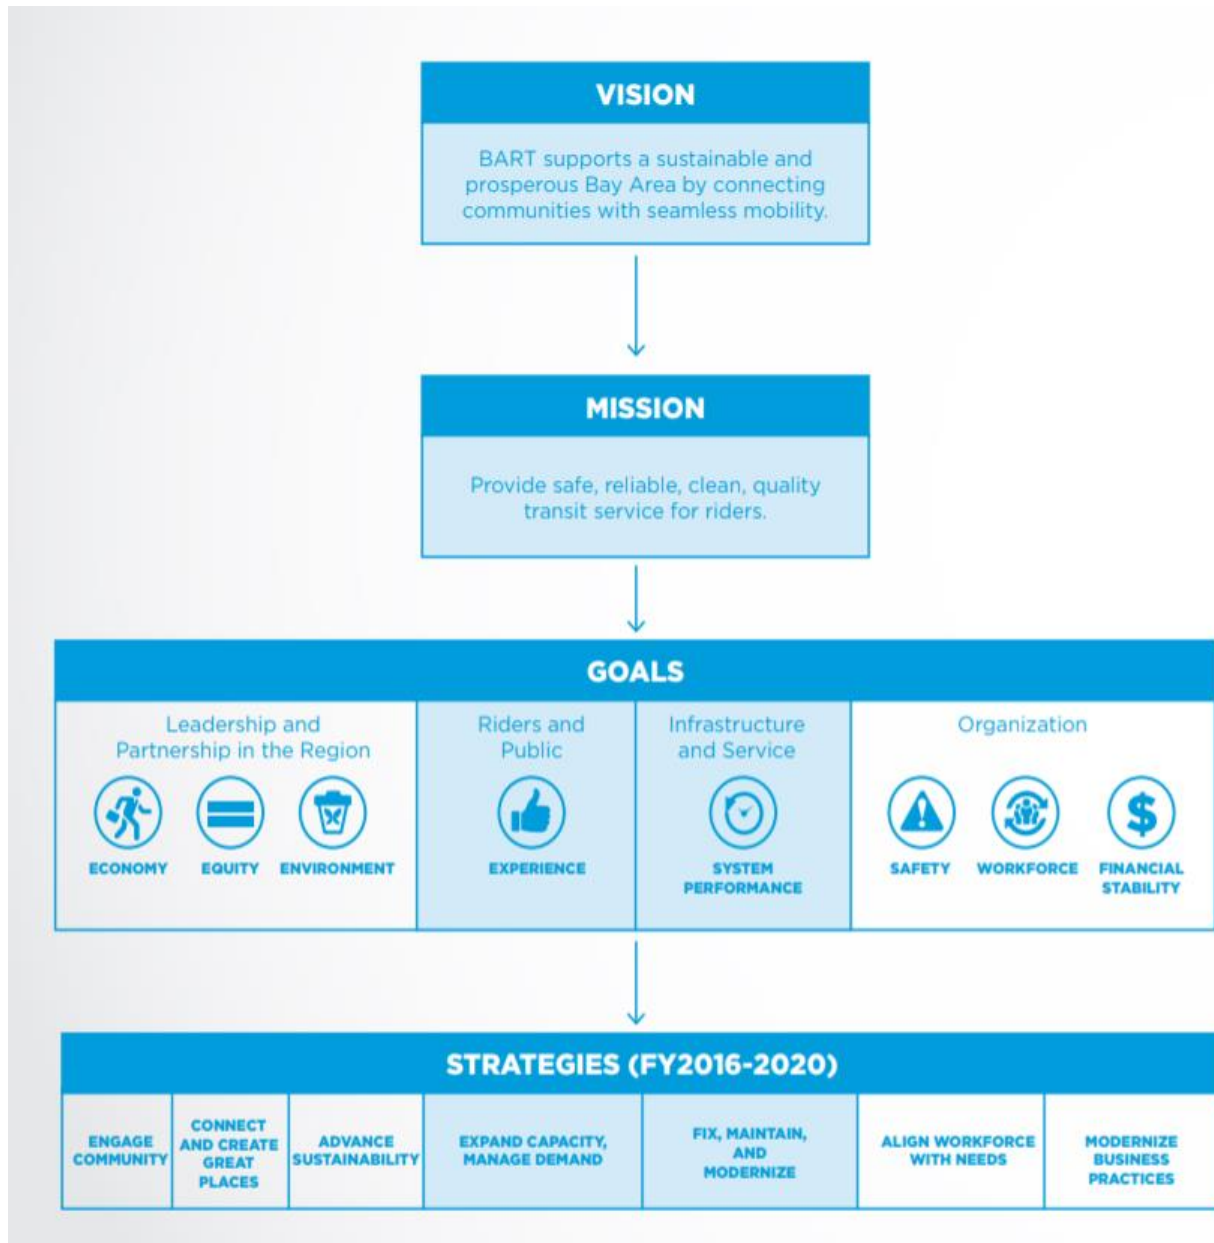 VISION
BART supports a sustainable and
prosperous Bay Area by connecting
communities with seamless mobility.
MISSION
Provide safe, reliable, clean, quality
transit service for riders.
GOALS
Leadership and
Partnership in the Region
ECONOMY
EQUITY
ENVIRONMENT
Riders and
Public
EXPERIENCE
Infrastructure
and Service
SYSTEM
PERFORMANCE
Organization
SAFETY
WORKFORCE
FINANCIAL
STABILITY
STRATEGIES (FY2016-2020)
ENGAGE
COMMUNITY
CONNECT
AND CREATE
GREAT
PLACES
ADVANCE
SUSTAINABILITY
EXPAND CAPACITY,
MANAGE DEMAND
FIX, MAINTAIN,
AND
MODERNIZE
ALIGN WORKFORCE
WITH NEEDS
MODERNIZE
BUSINESS
PRACTICES